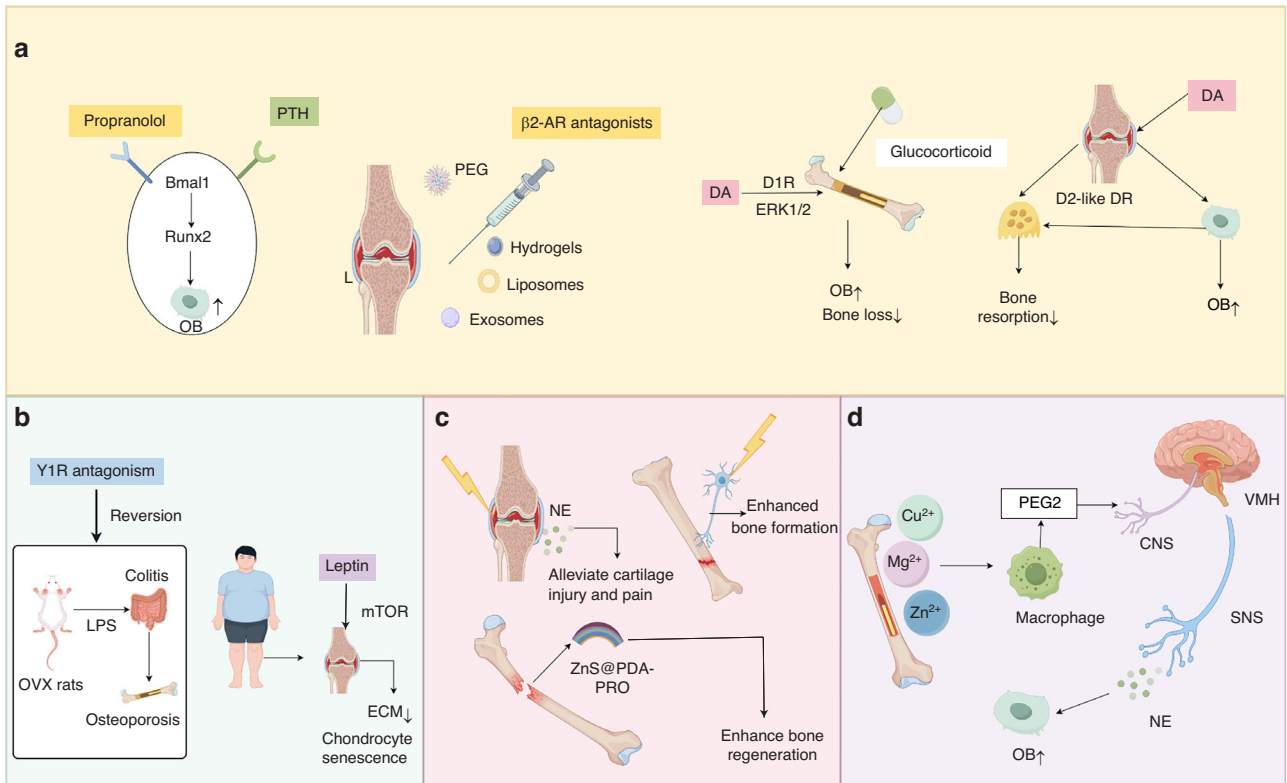 a
Propranolol
PTH
Bmal1
Runx2
OB
↑
L
PEG
β2-AR antagonists
Hydrogels
Liposomes
Exosomes
DA
D1R
ERK1/2
Glucocorticoid
OB↑
Bone loss↓
DA
D2-like DR
Bone
resorption↓
OB↑
b
Y1R antagonism
Reversion
Colitis
LPS
OVX rats
Osteoporosis
Leptin
mTOR
ECM↓
Chondrocyte
senescence
c
NE
Alleviate cartilage
injury and pain
Enhanced
bone formation
ZnS@PDA-
PRO
Enhance bone
regeneration
d
Cu²⁺
Mg²⁺
Zn²⁺
PEG2
Macrophage
CNS
VMH
SNS
NE
OB↑